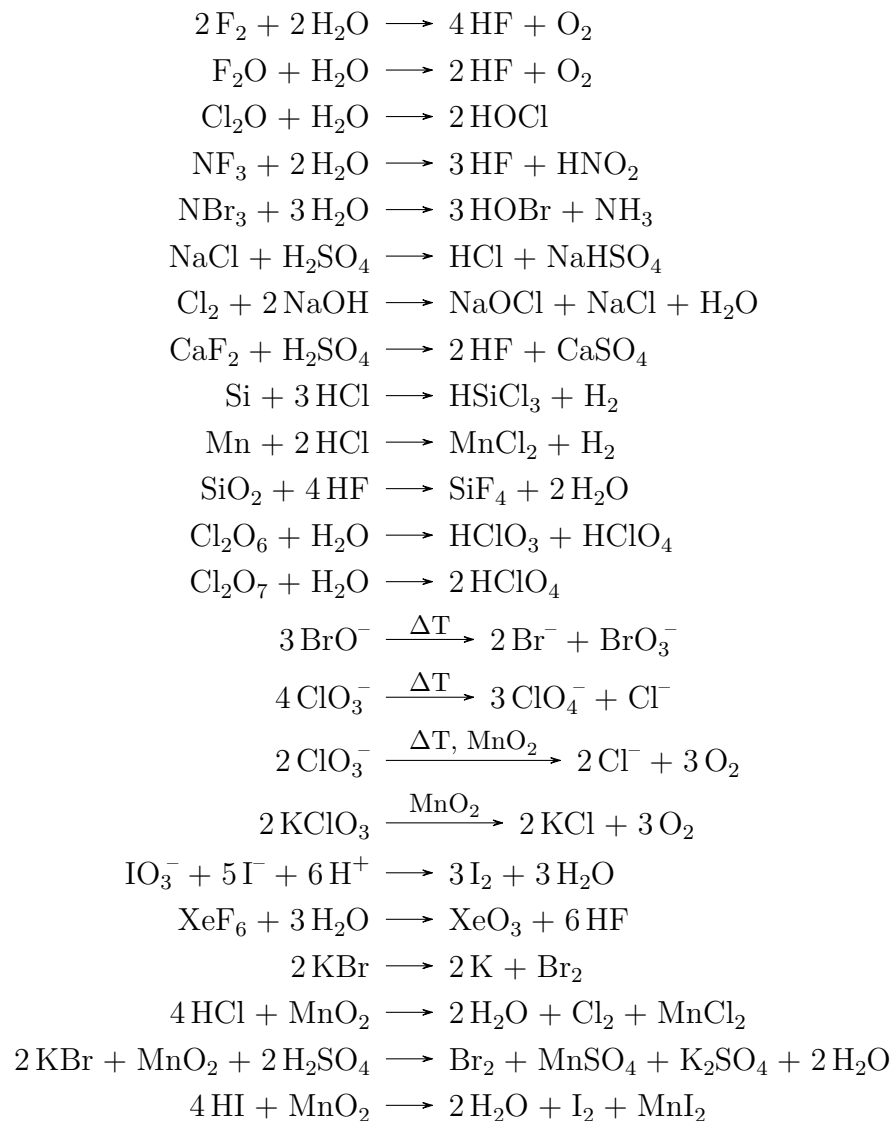 2 F₂ + 2 H₂O ⟶ 4 HF + O₂
F₂O + H₂O ⟶ 2 HF + O₂
Cl₂O + H₂O ⟶ 2 HOCl
NF₃ + 2 H₂O ⟶ 3 HF + HNO₂
NBr₃ + 3 H₂O ⟶ 3 HOBr + NH₃
NaCl + H₂SO₄ ⟶ HCl + NaHSO₄
Cl₂ + 2 NaOH ⟶ NaOCl + NaCl + H₂O
CaF₂ + H₂SO₄ ⟶ 2 HF + CaSO₄
Si + 3 HCl ⟶ HSiCl₃ + H₂
Mn + 2 HCl ⟶ MnCl₂ + H₂
SiO₂ + 4 HF ⟶ SiF₄ + 2 H₂O
Cl₂O₆ + H₂O ⟶ HClO₃ + HClO₄
Cl₂O₇ + H₂O ⟶ 2 HClO₄
3 BrO⁻ ⟶[ΔT] 2 Br⁻ + BrO₃⁻
4 ClO₃⁻ ⟶[ΔT] 3 ClO₄⁻ + Cl⁻
2 ClO₃⁻ ⟶[ΔT, MnO₂] 2 Cl⁻ + 3 O₂
2 KClO₃ ⟶[MnO₂] 2 KCl + 3 O₂
IO₃⁻ + 5 I⁻ + 6 H⁺ ⟶ 3 I₂ + 3 H₂O
XeF₆ + 3 H₂O ⟶ XeO₃ + 6 HF
2 KBr ⟶ 2 K + Br₂
4 HCl + MnO₂ ⟶ 2 H₂O + Cl₂ + MnCl₂
2 KBr + MnO₂ + 2 H₂SO₄ ⟶ Br₂ + MnSO₄ + K₂SO₄ + 2 H₂O
4 HI + MnO₂ ⟶ 2 H₂O + I₂ + MnI₂